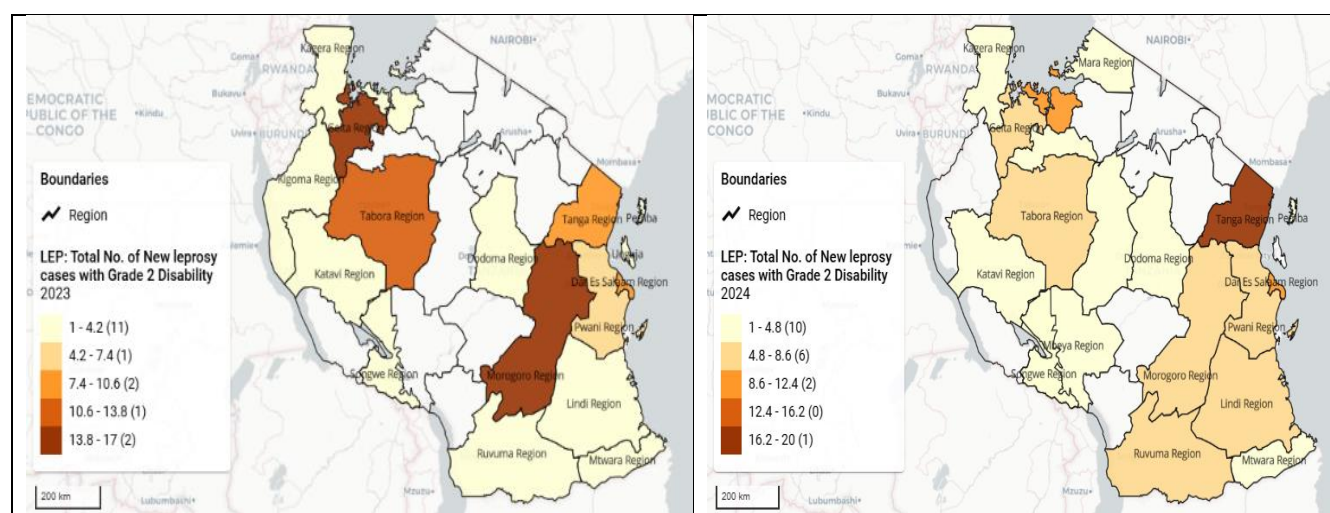 NAIROBI
Kagera Region
Goma
RWANDA
Bukavu
EMOCRATIC
UBLIC OF THE
CONGO
Kindu
Uvira
BURUNDI
Geita Region
Arusha
Mombasa
Kigoma Region
Boundaries
Region
Tabora Region
Tanga Region
Pemba
LEP: Total No. of New leprosy
cases with Grade 2 Disability
2023
Dodoma Region
Katavi Region
Dar Es Salaam Region
1 - 4.2 (11)
4.2 - 7.4 (1)
7.4 - 10.6 (2)
10.6 - 13.8 (1)
13.8 - 17 (2)
Pwani Region
Songwe Region
Morogoro Region
Lindi Region
Ruvuma Region
Mtwara Region
200 km
Lubumbashi
Mzuzu
NAIROBI
Kagera Region
Mara Region
Goma
RWANDA
Bukavu
MOCRATIC
UBLIC OF THE
CONGO
Kindu
Uvira
BURUNDI
Geita Region
Arusha
Mombasa
Boundaries
Region
Tabora Region
Tanga Region
Pemba
LEP: Total No. of New leprosy
cases with Grade 2 Disability
2024
Dodoma Region
Katavi Region
Dar Es Salaam Region
1 - 4.8 (10)
4.8 - 8.6 (6)
8.6 - 12.4 (2)
12.4 - 16.2 (0)
16.2 - 20 (1)
Pwani Region
Mbeya Region
Songwe Region
Morogoro Region
Lindi Region
Ruvuma Region
Mtwara Region
200 km
Lubumbashi
Mzuzu